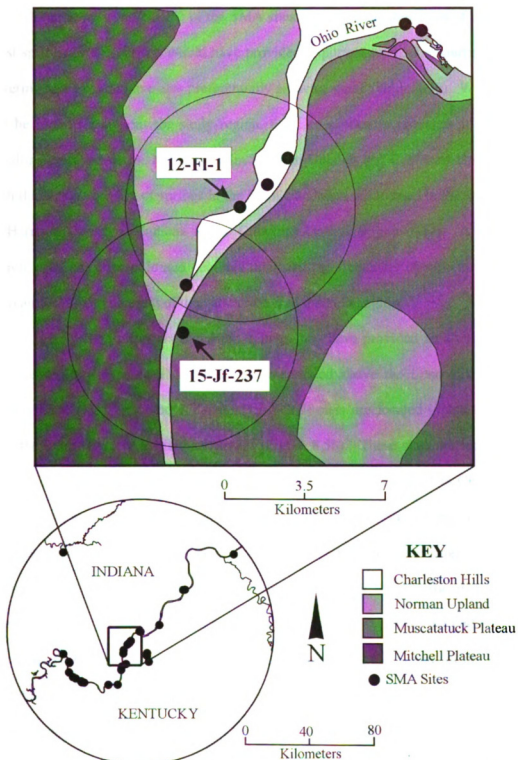 Ohio River
12-Fl-1
15-Jf-237
0 3.5 7
Kilometers
INDIANA
KENTUCKY
N
KEY
Charleston Hills
Norman Upland
Muscatatuck Plateau
Mitchell Plateau
SMA Sites
0 40 80
Kilometers